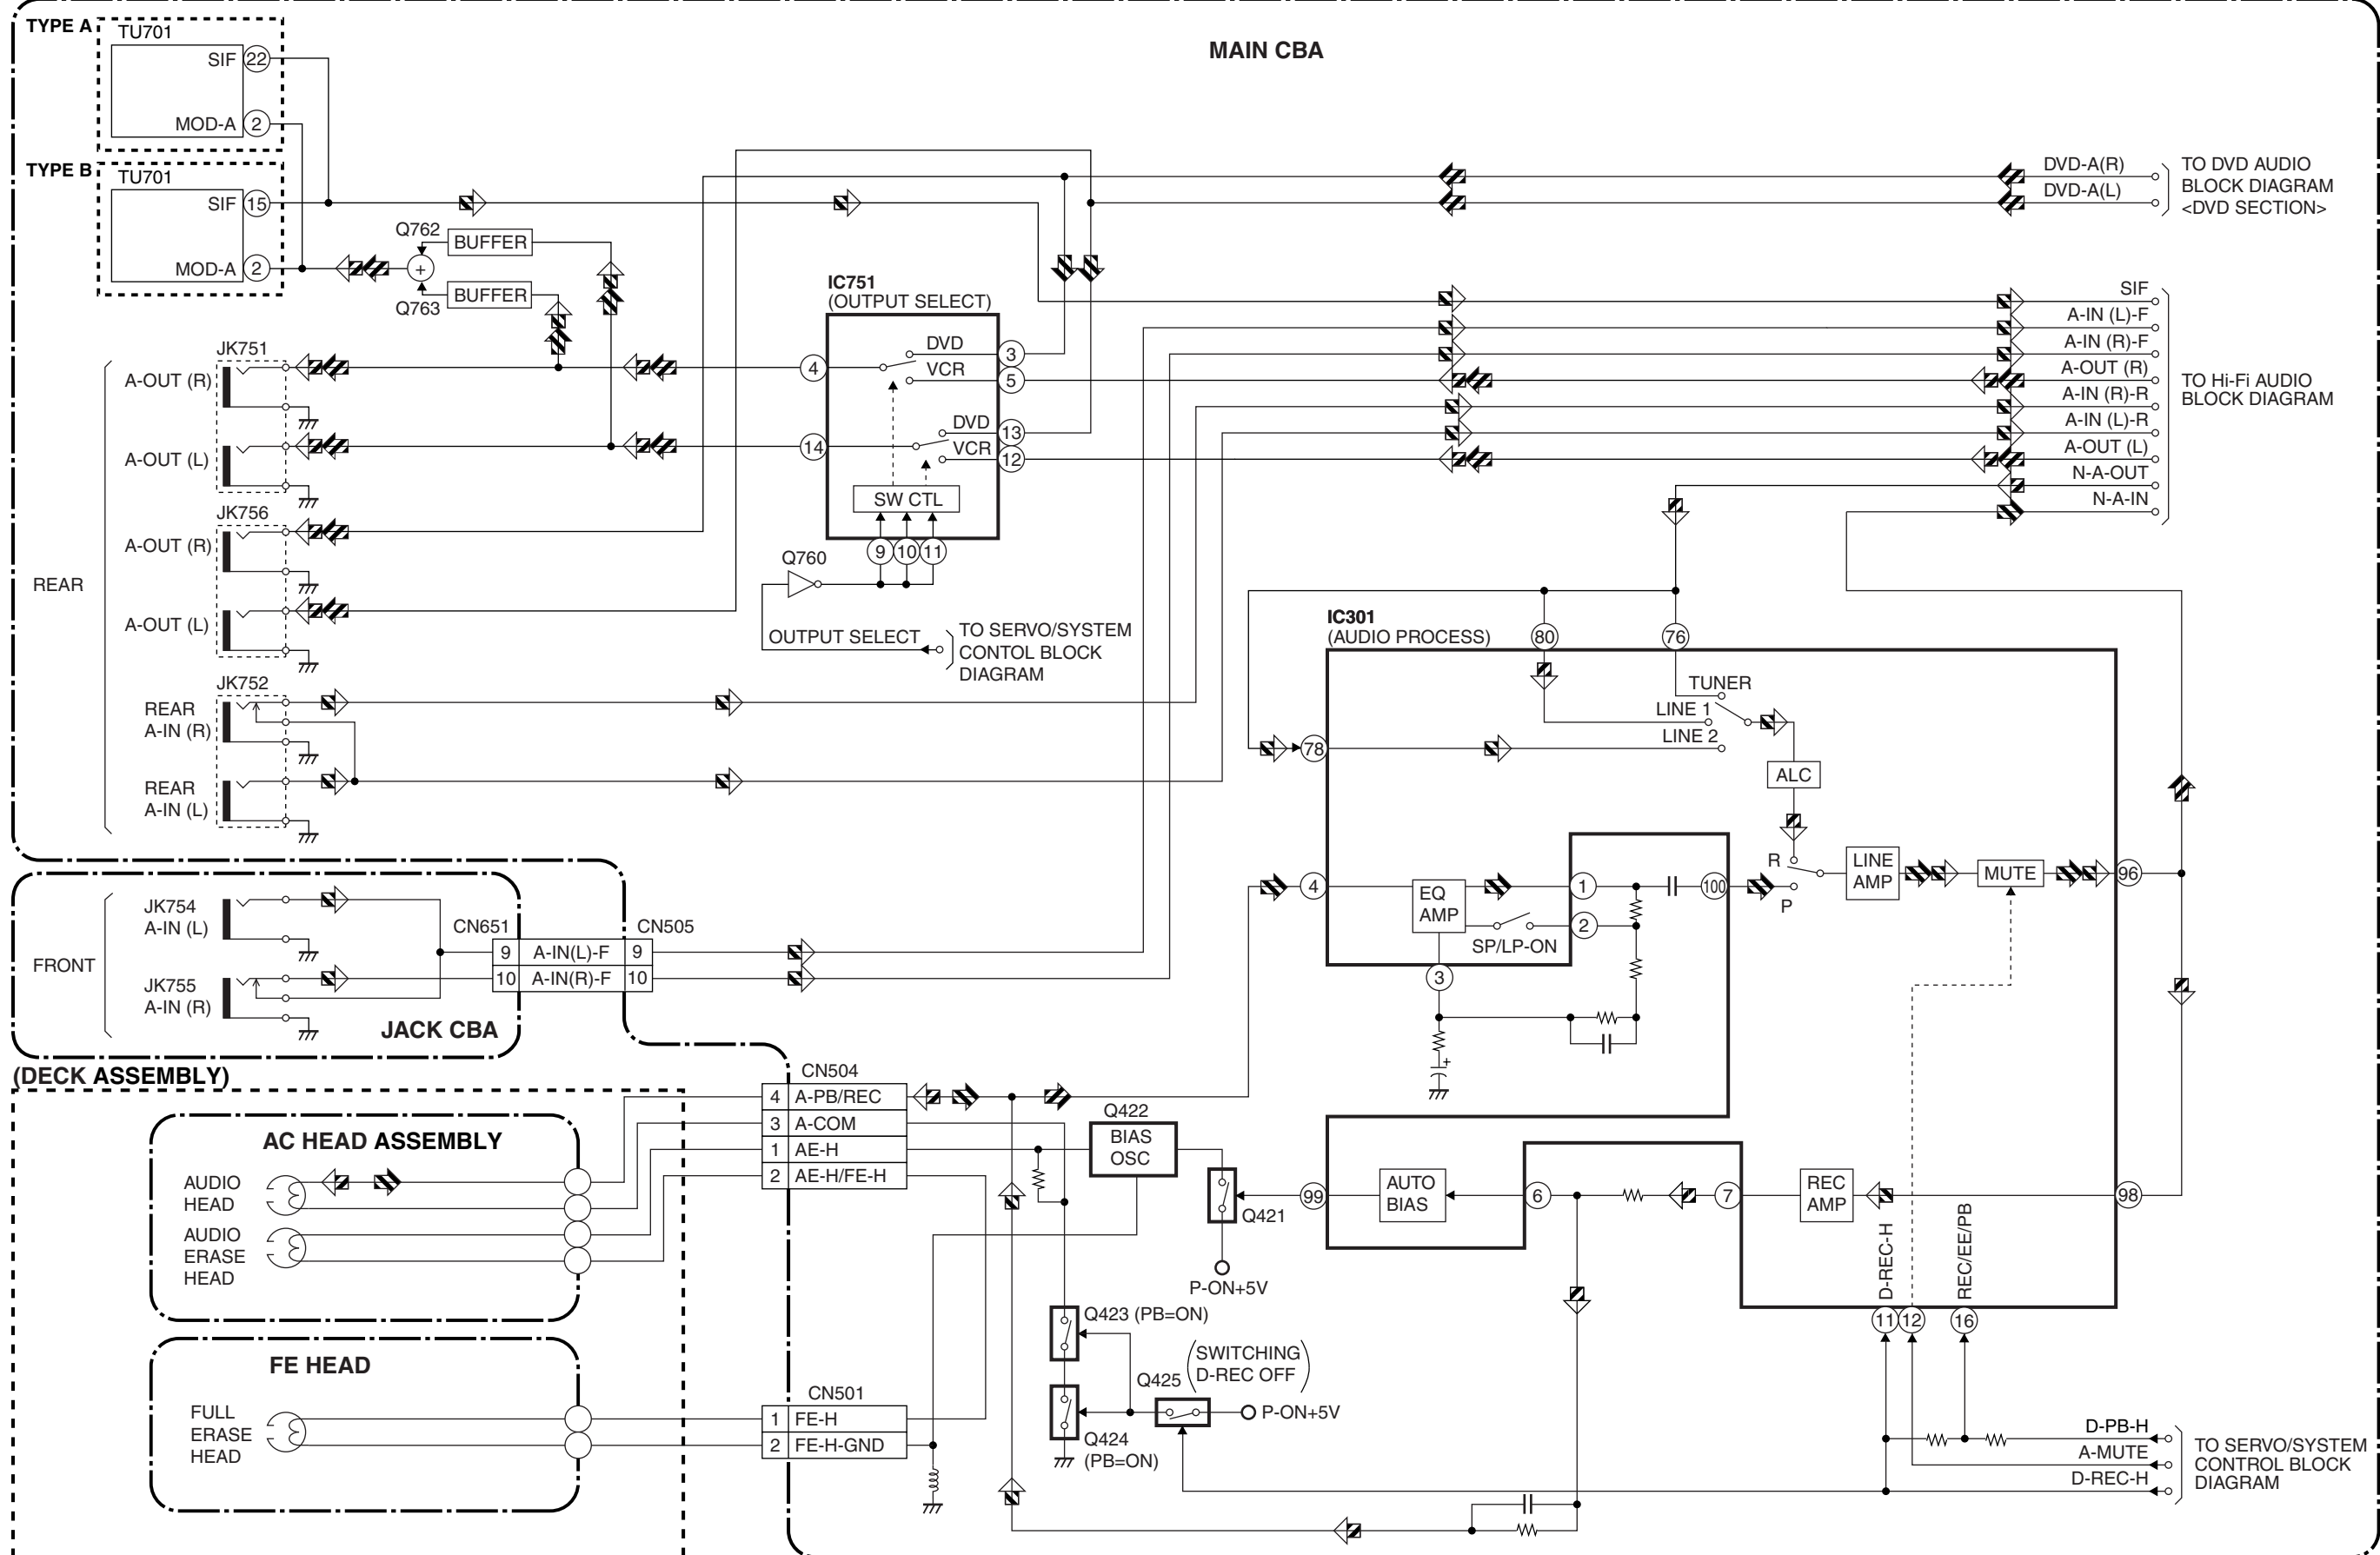 MAIN CBA
TYPE A
TU701
SIF 22
MOD-A 2
TYPE B
TU701
SIF 15
MOD-A 2
Q762
BUFFER
+
BUFFER
Q763
IC751
(OUTPUT SELECT)
4
DVD
3
VCR
5
14
DVD
13
VCR
12
SW CTL
9 10 11
Q760
OUTPUT SELECT
TO SERVO/SYSTEM
CONTOL BLOCK
DIAGRAM
DVD-A(R)
DVD-A(L)
TO DVD AUDIO
BLOCK DIAGRAM
<DVD SECTION>
SIF
A-IN (L)-F
A-IN (R)-F
A-OUT (R)
A-IN (R)-R
A-IN (L)-R
A-OUT (L)
N-A-OUT
N-A-IN
TO Hi-Fi AUDIO
BLOCK DIAGRAM
REAR
JK751
A-OUT (R)
A-OUT (L)
JK756
A-OUT (R)
A-OUT (L)
JK752
REAR
A-IN (R)
REAR
A-IN (L)
FRONT
JK754
A-IN (L)
JK755
A-IN (R)
JACK CBA
CN651
CN505
9 A-IN(L)-F 9
10 A-IN(R)-F 10
IC301
(AUDIO PROCESS)
80
76
78
TUNER
LINE 1
LINE 2
ALC
R
P
LINE
AMP
MUTE
96
4
EQ
AMP
1
100
2
SP/LP-ON
3
+
(DECK ASSEMBLY)
AC HEAD ASSEMBLY
AUDIO
HEAD
AUDIO
ERASE
HEAD
FE HEAD
FULL
ERASE
HEAD
CN504
4 A-PB/REC
3 A-COM
1 AE-H
2 AE-H/FE-H
CN501
1 FE-H
2 FE-H-GND
Q422
BIAS
OSC
Q421
P-ON+5V
99
AUTO
BIAS
6
7
REC
AMP
98
D-REC-H
REC/EE/PB
11 12 16
Q423 (PB=ON)
Q425
(SWITCHING
D-REC OFF)
P-ON+5V
Q424
(PB=ON)
D-PB-H
A-MUTE
D-REC-H
TO SERVO/SYSTEM
CONTROL BLOCK
DIAGRAM